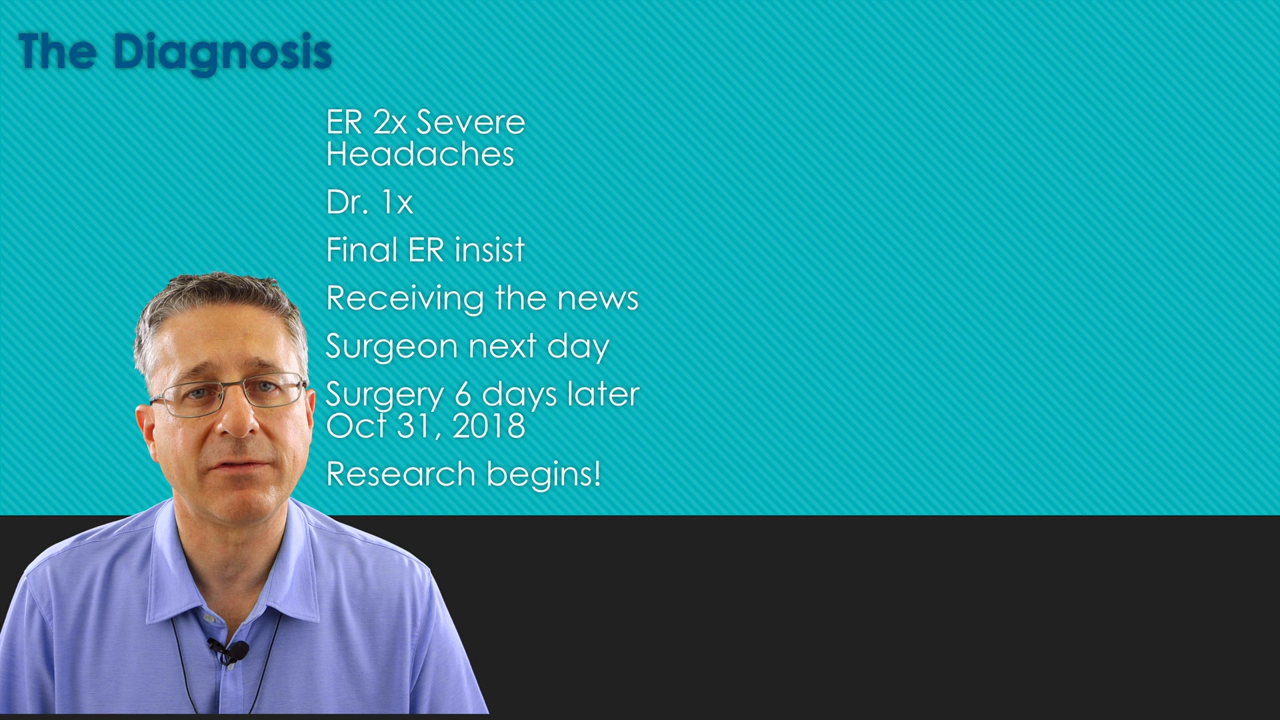 The Diagnosis
ER 2x Severe
Headaches
Dr. 1x
Final ER insist
Receiving the news
Surgeon next day
Surgery 6 days later
Oct 31, 2018
Research begins!